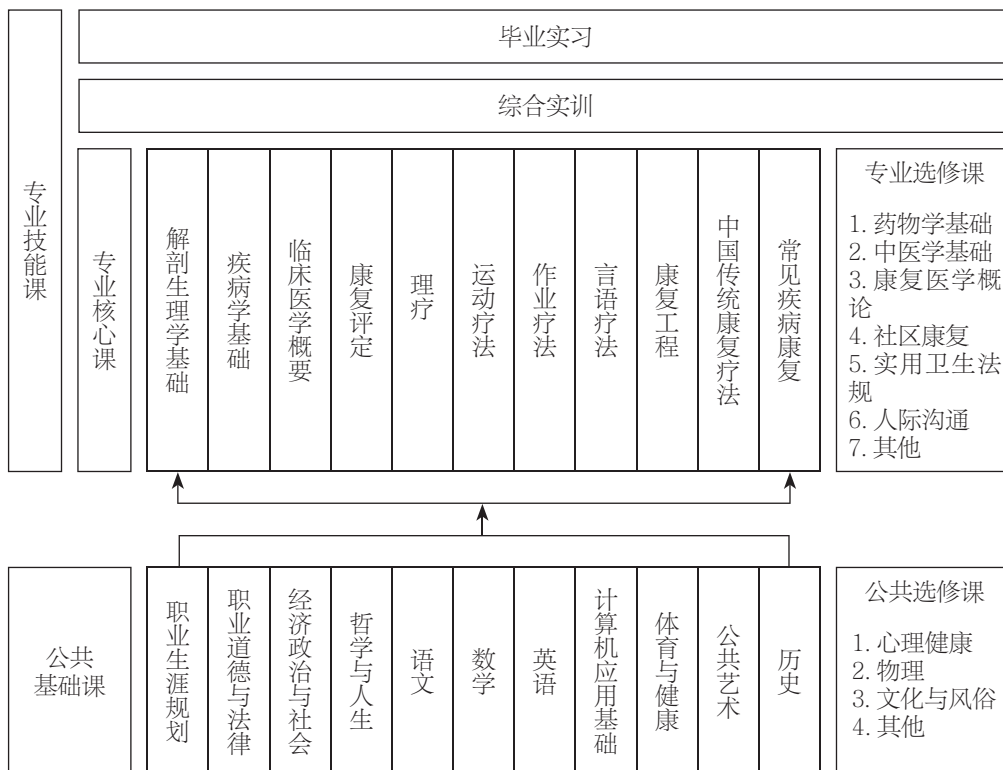 毕业实习
综合实训
专业技能课
专业核心课
解剖生理学基础
疾病学基础
临床医学概要
康复评定
理疗
运动疗法
作业疗法
言语疗法
康复工程
中国传统康复疗法
常见疾病康复
专业选修课
1. 药物学基础
2. 中医学基础
3. 康复医学概
论
4. 社区康复
5. 实用卫生法
规
6. 人际沟通
7. 其他
公共
基础课
职业生涯规划
职业道德与法律
经济政治与社会
哲学与人生
语文
数学
英语
计算机应用基础
体育与健康
公共艺术
历史
公共选修课
1. 心理健康
2. 物理
3. 文化与风俗
4. 其他